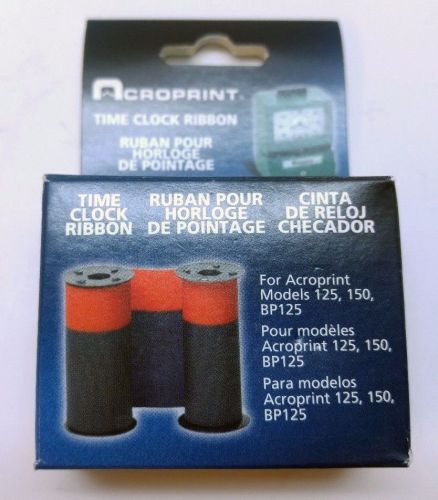 ACROPRINT®
TIME CLOCK RIBBON
RUBAN POUR
HORLOGE
DE POINTAGE
TIME
CLOCK
RIBBON
RUBAN POUR
HORLOGE
DE POINTAGE
CINTA
DE RELOJ
CHECADOR
For Acroprint
Models 125, 150,
BP125
Pour modèles
Acroprint 125, 150,
BP125
Para modelos
Acroprint 125, 150,
BP125